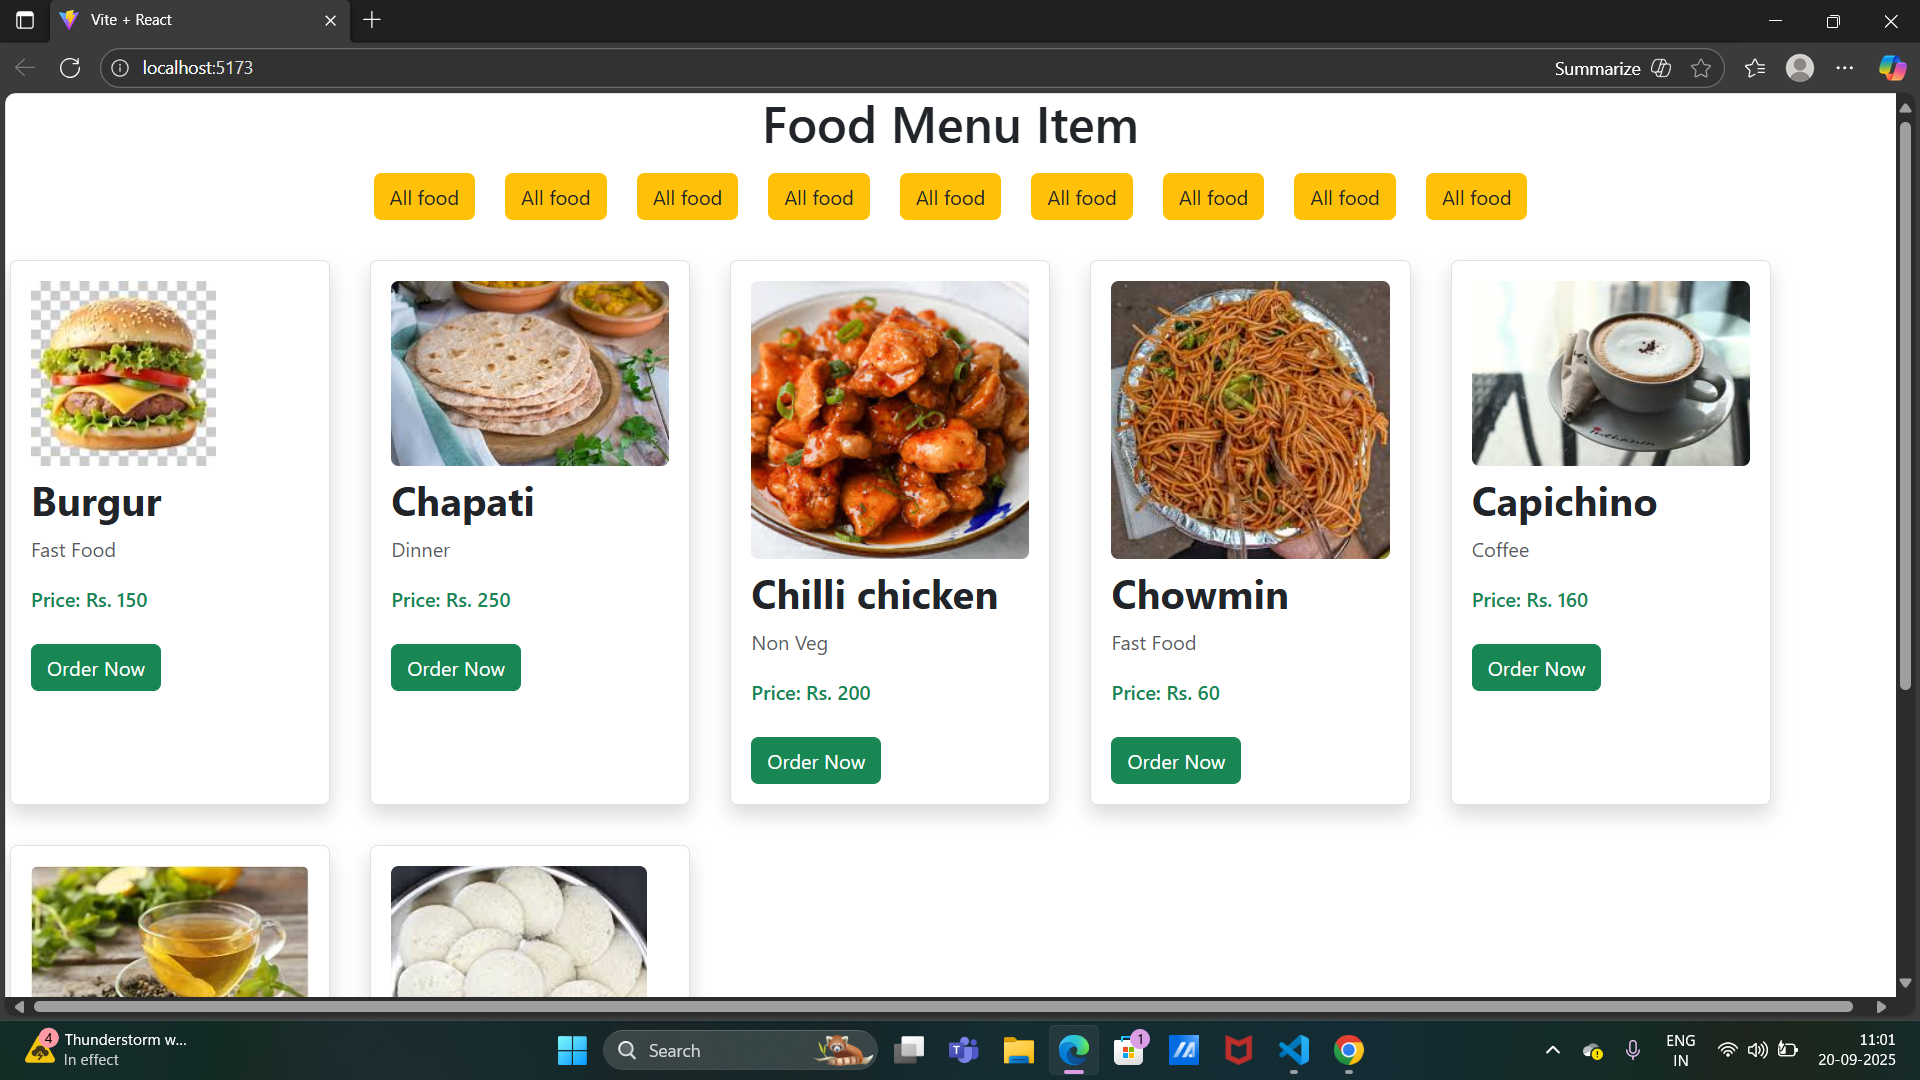 Vite + React
localhost:5173
Summarize
Food Menu Item
All food All food All food All food All food All food All food All food All food
Burgur
Fast Food
Price: Rs. 150
Order Now
Chapati
Dinner
Price: Rs. 250
Order Now
Chilli chicken
Non Veg
Price: Rs. 200
Order Now
Chowmin
Fast Food
Price: Rs. 60
Order Now
Capichino
Coffee
Price: Rs. 160
Order Now
4
Thunderstorm w...
In effect
Search
1
ENG
IN
11:01
20-09-2025